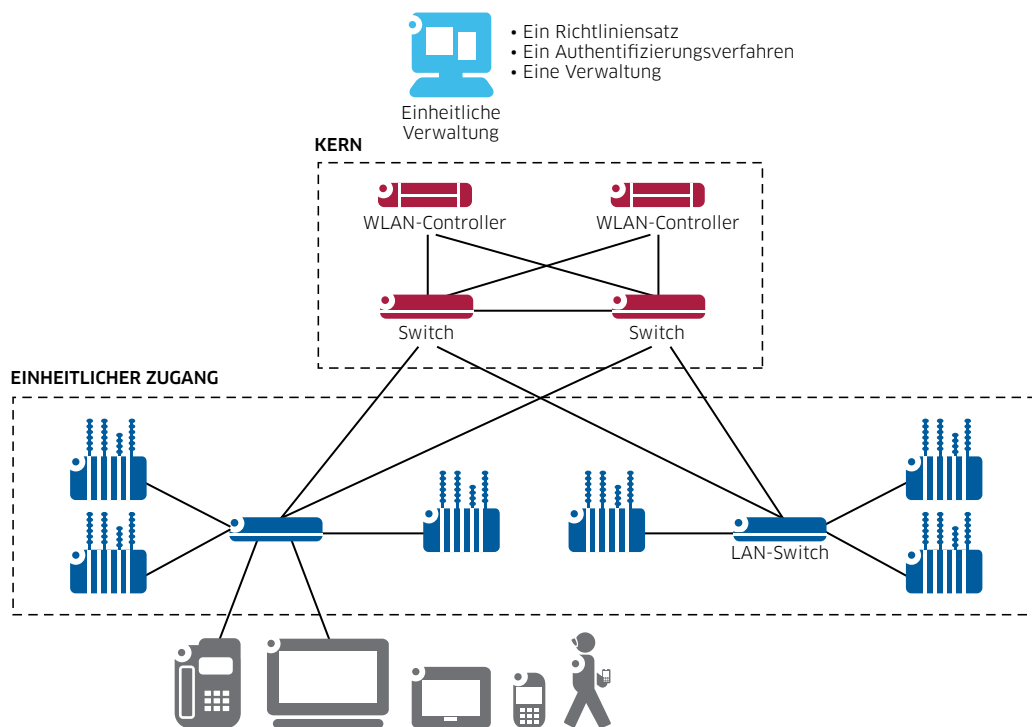 • Ein Richtliniensatz
• Ein Authentifizierungsverfahren
• Eine Verwaltung
Einheitliche
Verwaltung
KERN
WLAN-Controller
WLAN-Controller
Switch
Switch
EINHEITLICHER ZUGANG
LAN-Switch